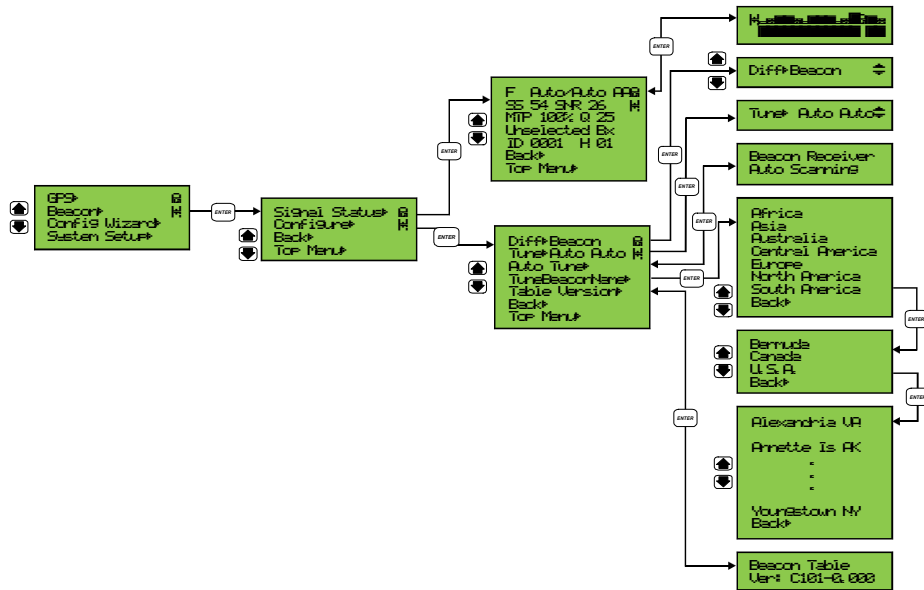 GPS
Beacon
Config Wizard
System Setup
ENTER
Signal Status
Configure
Back
Top Menu
ENTER
ENTER
F Auto/Auto AA
SS 54 SNR 26
MTP 100% Q 25
Unselected Bx
ID 0001 H 01
Back
Top Menu
ENTER
Diff Beacon
Tune Auto Auto
Auto Tune
TuneBeaconName
Table Version
Back
Top Menu
ENTER
ENTER
ENTER
ENTER
ENTER
Diff Beacon
Tune Auto Auto
Beacon Receiver
Auto Scanning
Africa
Asia
Australia
Central America
Europe
North America
South America
Back
ENTER
Bermuda
Canada
U.S.A.
Back
ENTER
Alexandria VA
Annette Is AK
.
.
.
Youngstown NY
Back
Beacon Table
Ver: C101-0.000